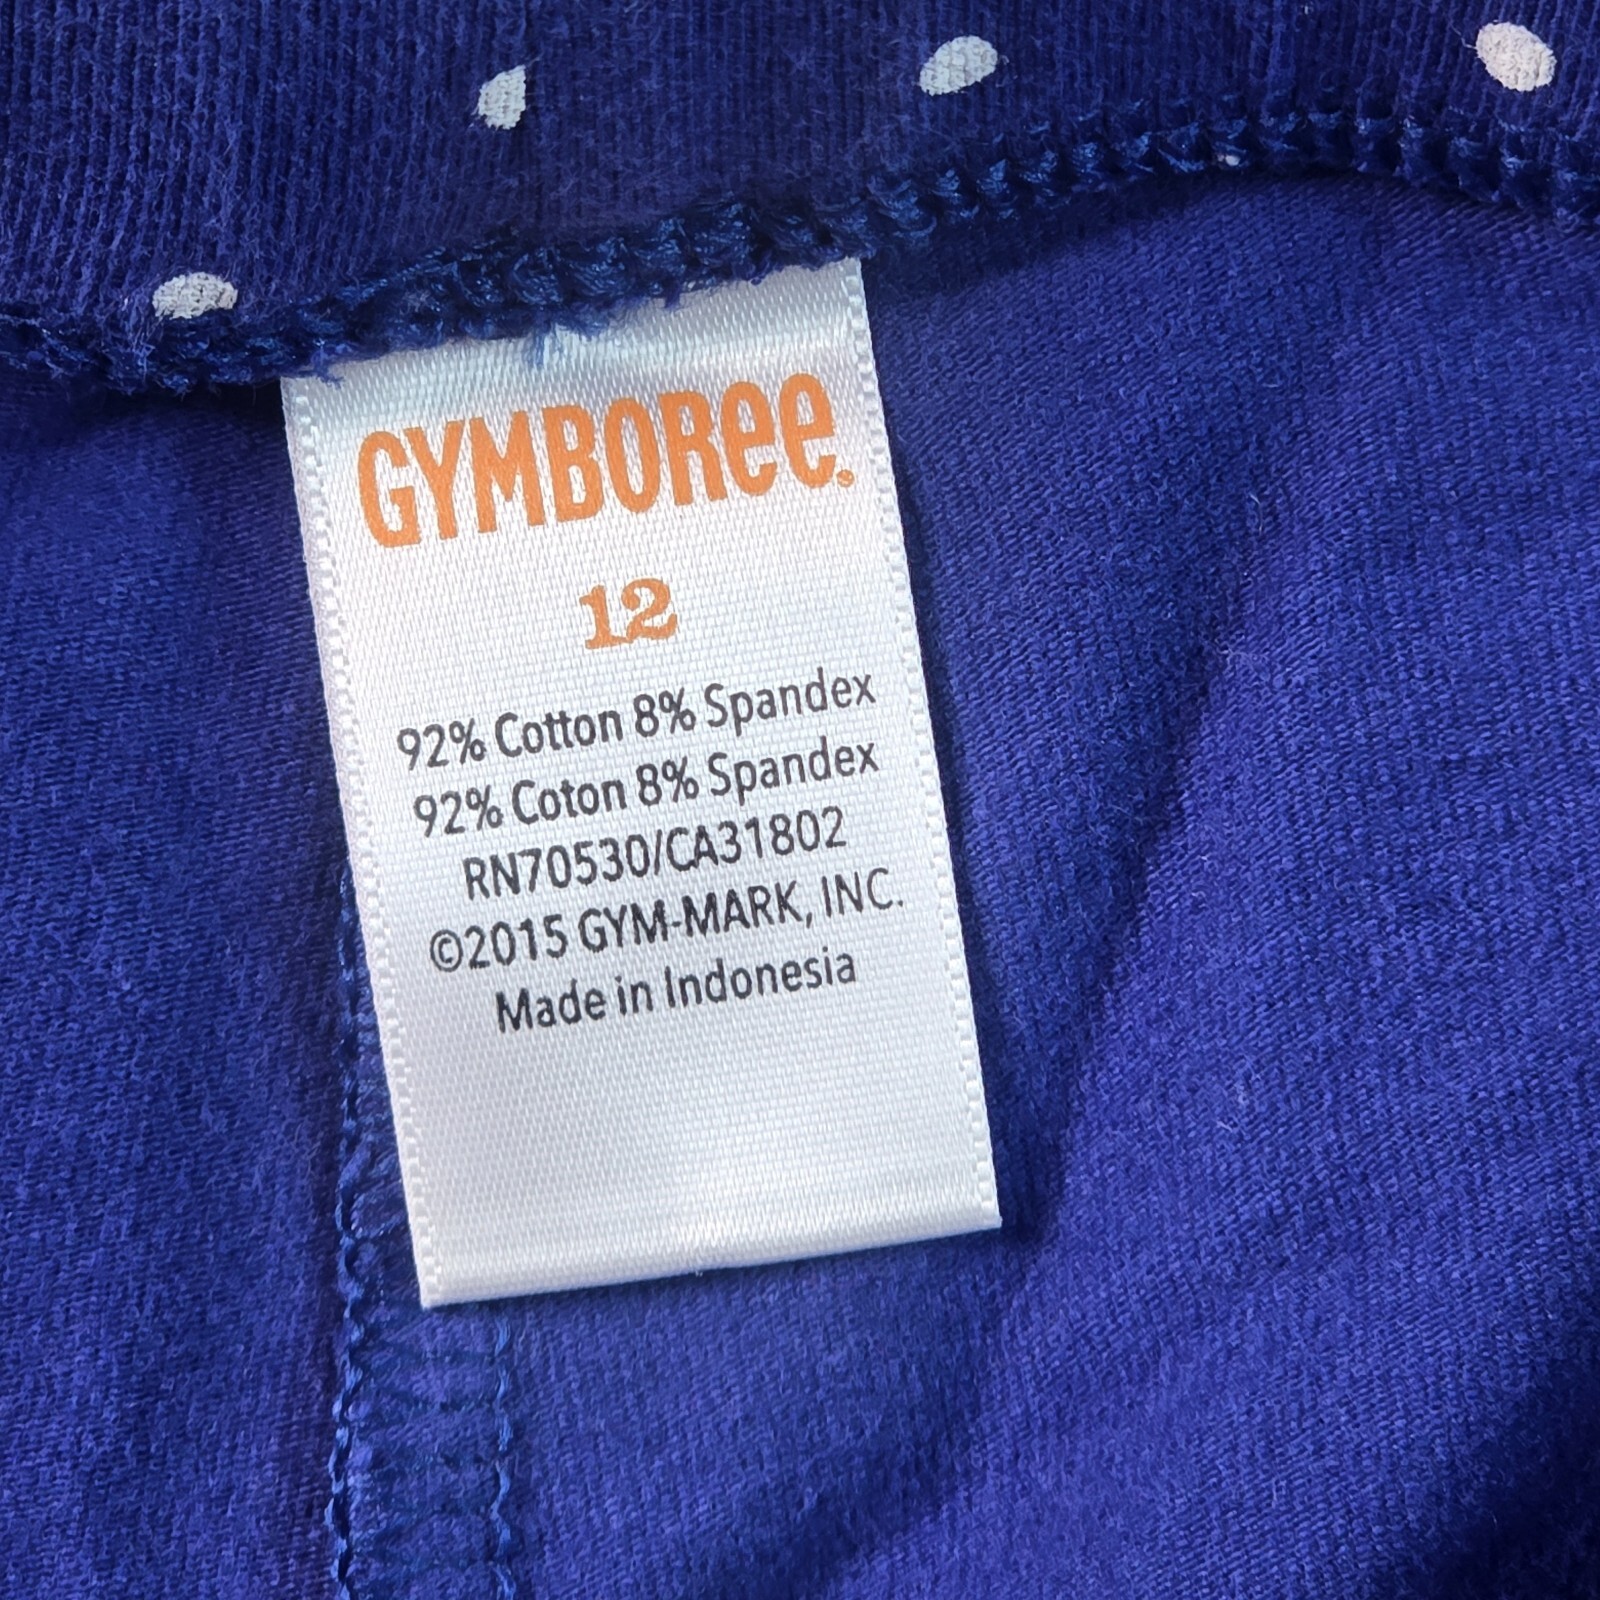 GYMBOREE®
12
92% Cotton 8% Spandex
92% Coton 8% Spandex
RN70530/CA31802
©2015 GYM-MARK, INC.
Made in Indonesia